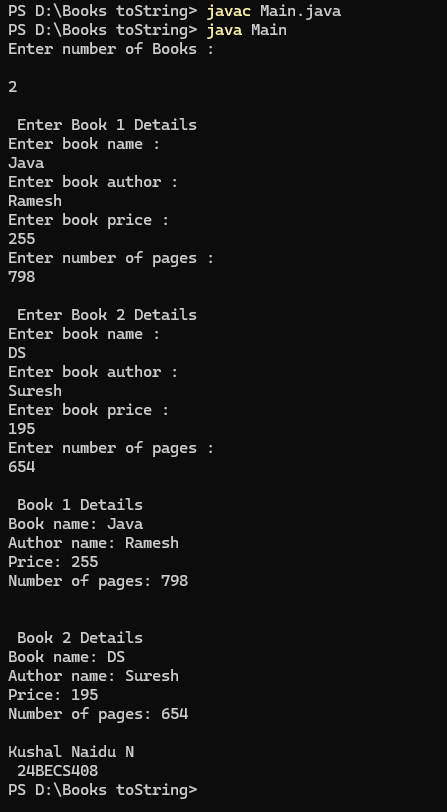 PS D:\Books toString> javac Main.java
PS D:\Books toString> java Main
Enter number of Books :
2
Enter Book 1 Details
Enter book name :
Java
Enter book author :
Ramesh
Enter book price :
255
Enter number of pages :
798
Enter Book 2 Details
Enter book name :
DS
Enter book author :
Suresh
Enter book price :
195
Enter number of pages :
654
Book 1 Details
Book name: Java
Author name: Ramesh
Price: 255
Number of pages: 798
Book 2 Details
Book name: DS
Author name: Suresh
Price: 195
Number of pages: 654
Kushal Naidu N
24BECS408
PS D:\Books toString>